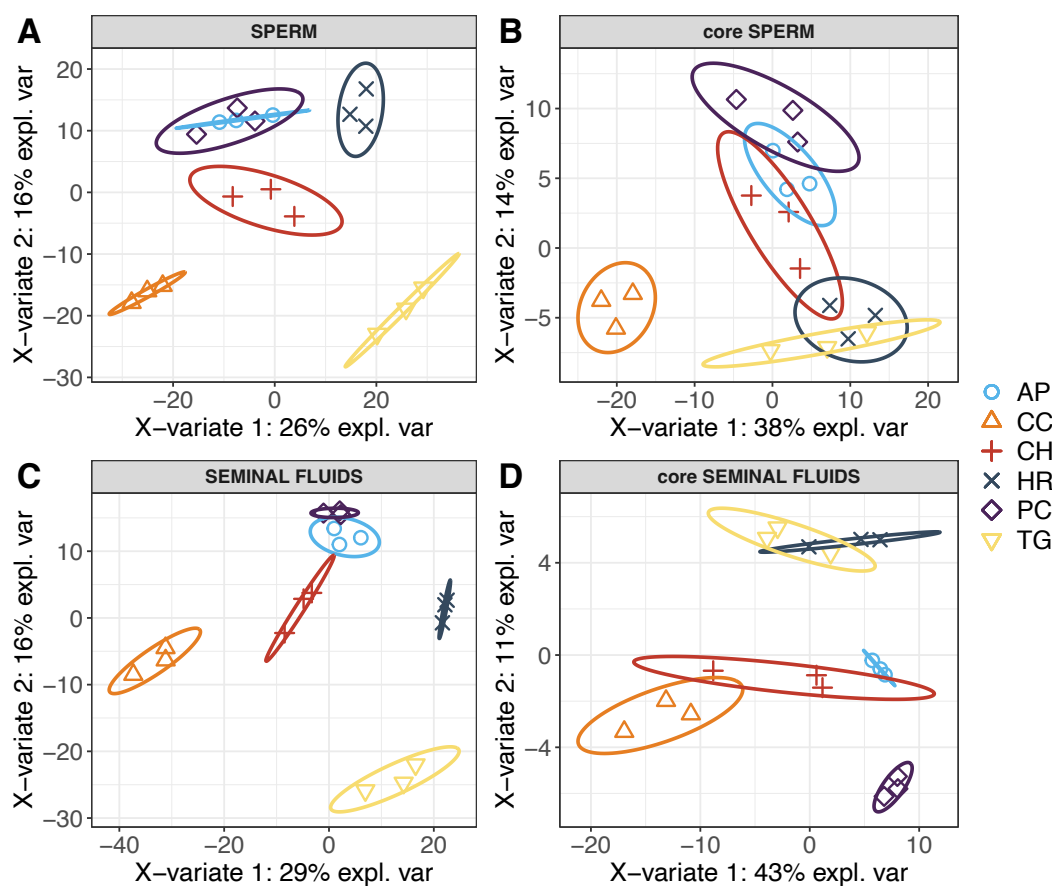 A
SPERM
X−variate 2: 16% expl. var
20
10
0
−10
−20
−30
−20
0
20
X−variate 1: 26% expl. var
B
core SPERM
X−variate 2: 14% expl. var
10
5
0
−5
−20
−10
0
10
20
X−variate 1: 38% expl. var
AP
CC
CH
HR
PC
TG
C
SEMINAL FLUIDS
X−variate 2: 16% expl. var
10
0
−10
−20
−30
−40
−20
0
20
X−variate 1: 29% expl. var
D
core SEMINAL FLUIDS
X−variate 2: 11% expl. var
4
0
−4
−20
−10
0
10
X−variate 1: 43% expl. var